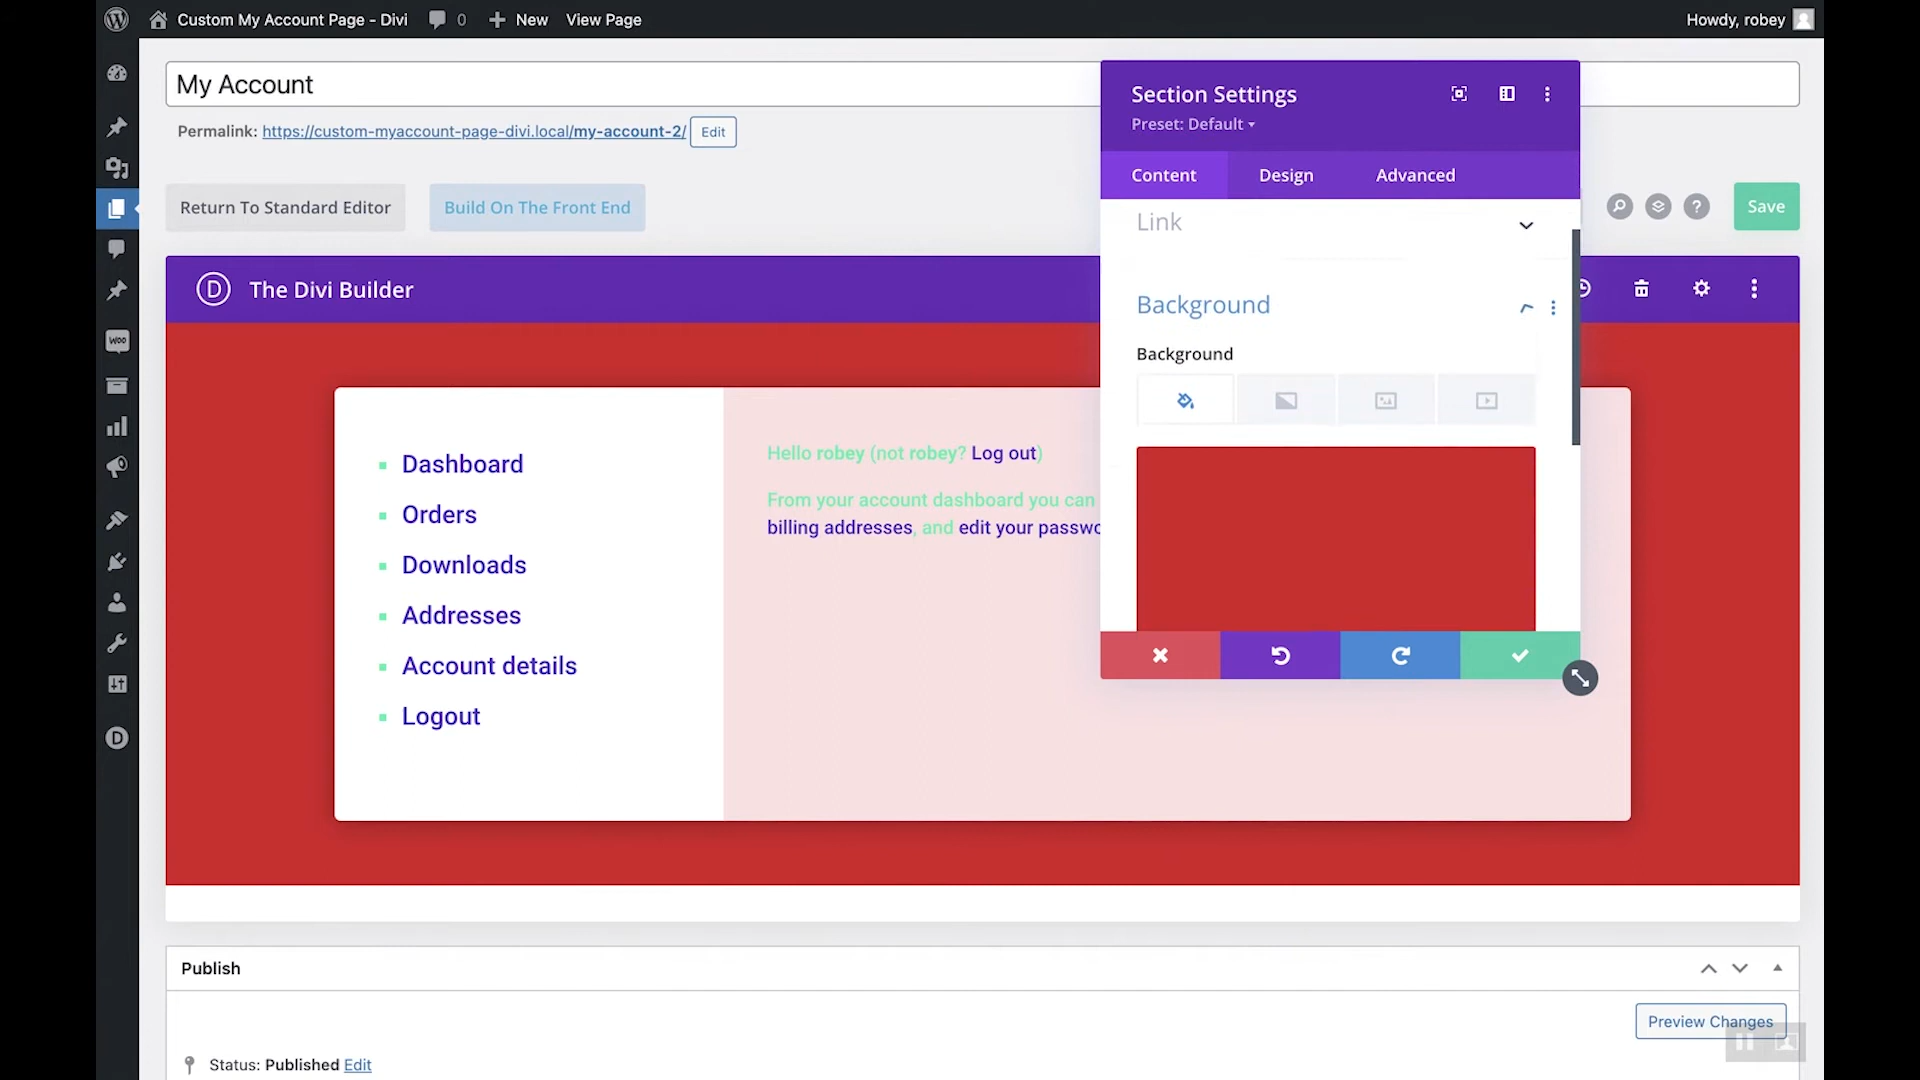 Custom My Account Page - Divi 0 New View Page Howdy, robey
My Account
Permalink: https://custom-myaccount-page-divi.local/my-account-2/ Edit
Return To Standard Editor Build On The Front End Save
The Divi Builder
Section Settings
Preset: Default
Content Design Advanced
Link
Background
Background
Dashboard
Orders
Downloads
Addresses
Account details
Logout
Hello robey (not robey? Log out)
From your account dashboard you can
billing addresses, and edit your passwo
Publish
Preview Changes
Status: Published Edit